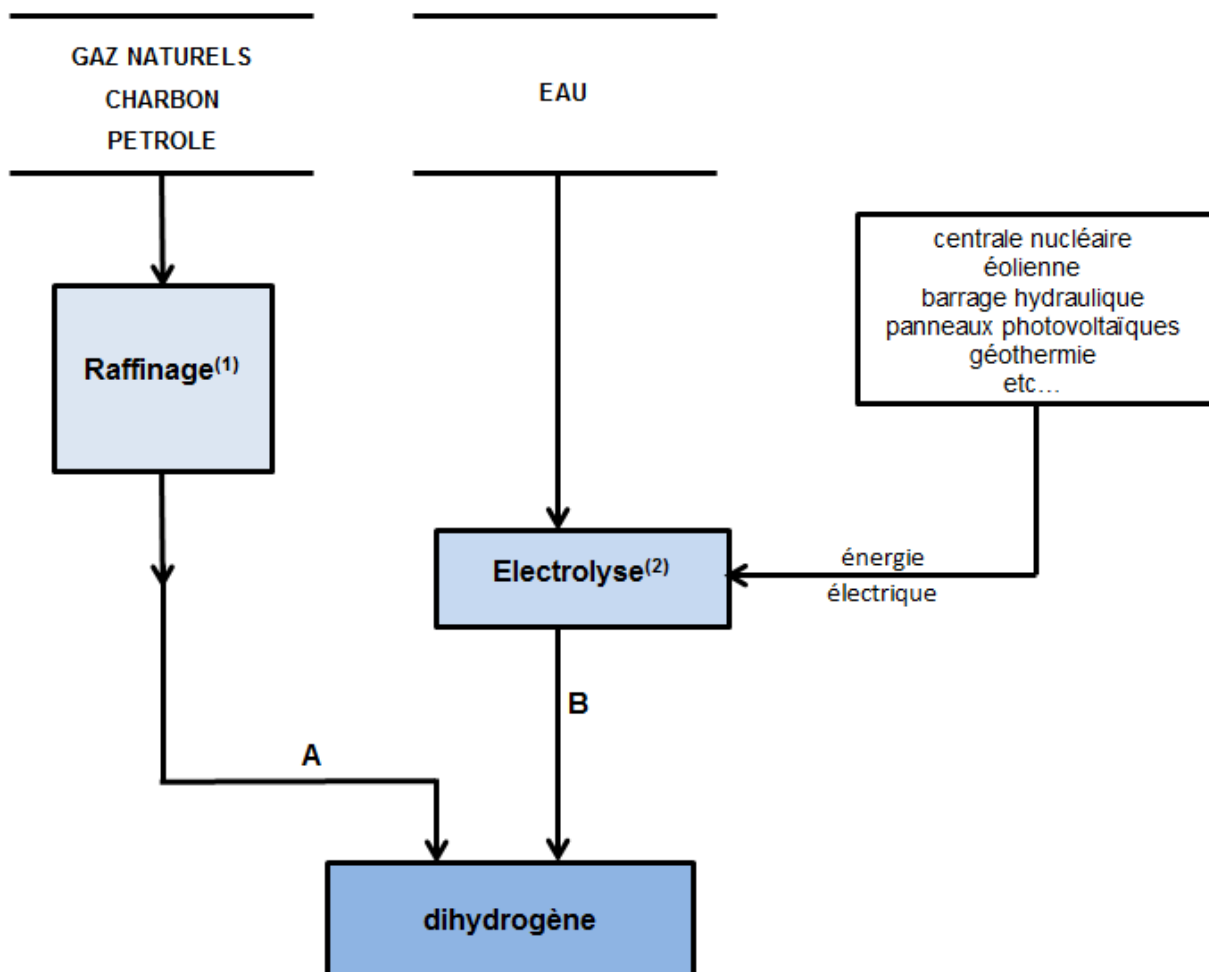 GAZ NATURELS
CHARBON
PETROLE
EAU
centrale nucléaire
éolienne
barrage hydraulique
panneaux photovoltaïques
géothermie
etc…
Raffinage⁽¹⁾
Electrolyse⁽²⁾
énergie
électrique
B
A
dihydrogène